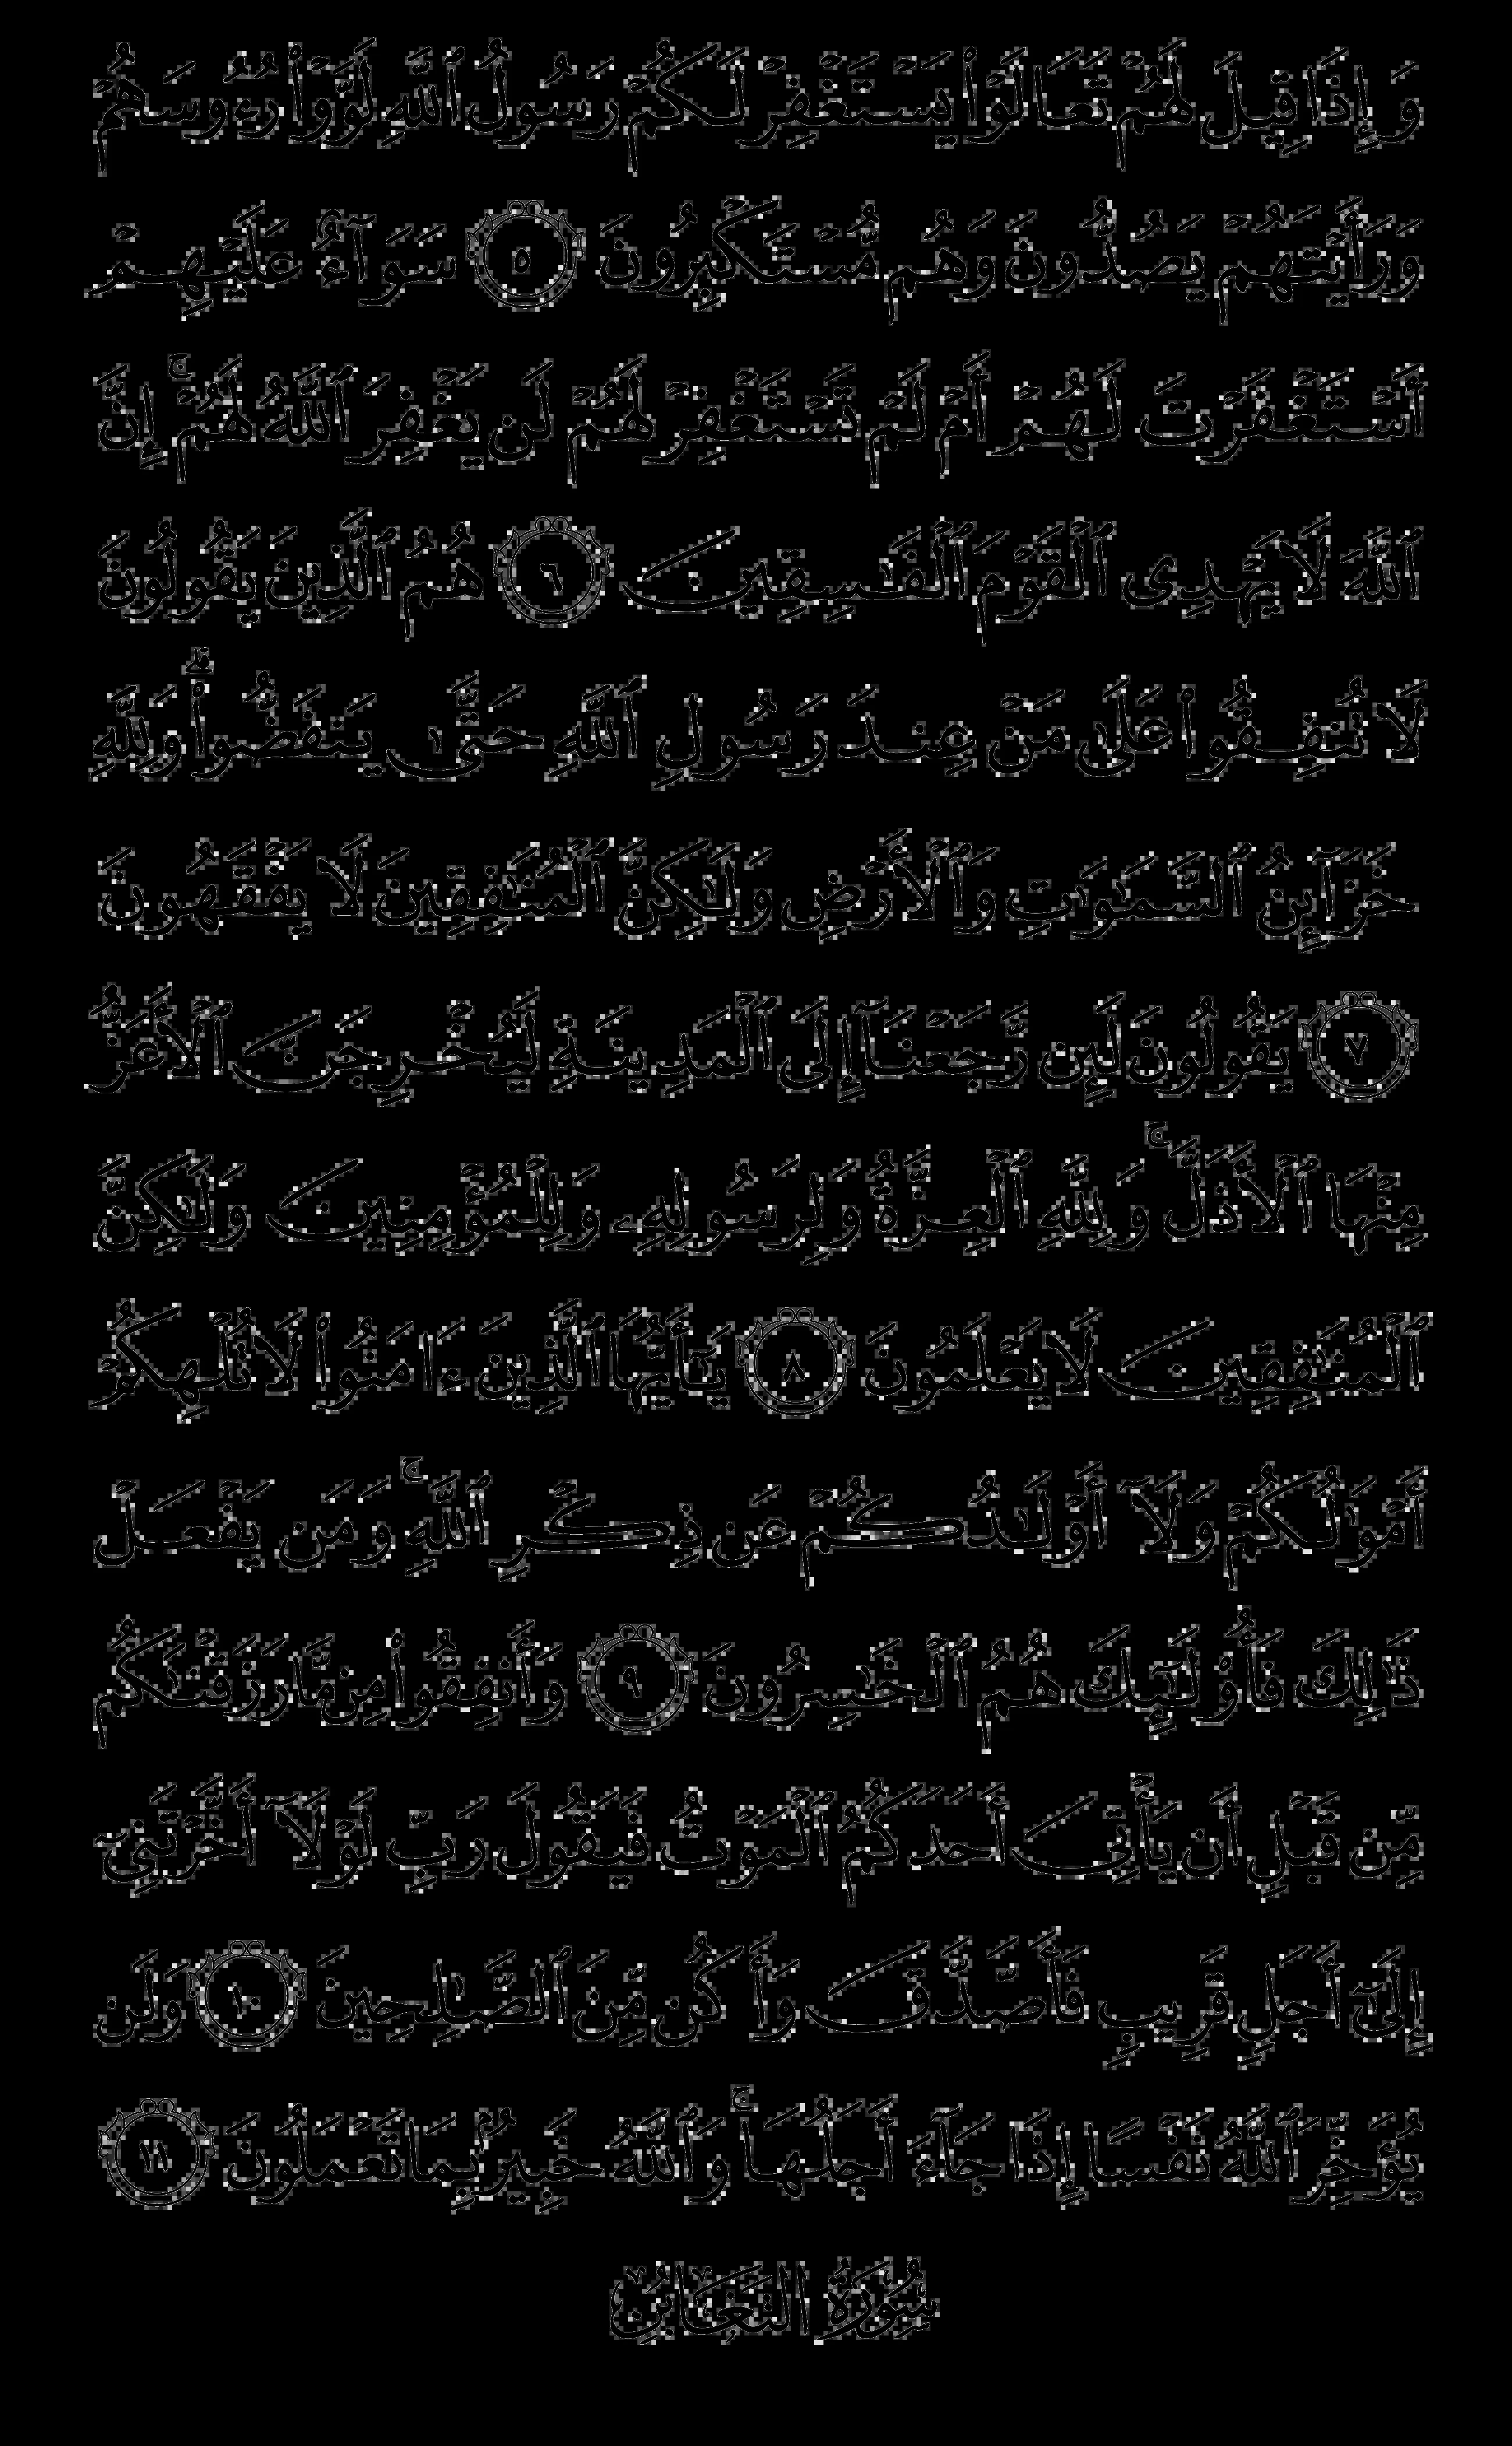 وَإِذَا قِيلَ لَهُمْ تَعَالَوْا۟ يَسْتَغْفِرْ لَكُمْ رَسُولُ ٱللَّهِ لَوَّوْا۟ رُءُوسَهُمْ
وَرَأَيْتَهُمْ يَصُدُّونَ وَهُم مُّسْتَكْبِرُونَ ٥ سَوَآءٌ عَلَيْهِمْ
أَسْتَغْفَرْتَ لَهُمْ أَمْ لَمْ تَسْتَغْفِرْ لَهُمْ لَن يَغْفِرَ ٱللَّهُ لَهُمْ ۚ إِنَّ
ٱللَّهَ لَا يَهْدِى ٱلْقَوْمَ ٱلْفَـٰسِقِينَ ٦ هُمُ ٱلَّذِينَ يَقُولُونَ
لَا تُنفِقُوا۟ عَلَىٰ مَنْ عِندَ رَسُولِ ٱللَّهِ حَتَّىٰ يَنفَضُّوا۟ ۗ وَلِلَّهِ
خَزَآئِنُ ٱلسَّمَـٰوَٰتِ وَٱلْأَرْضِ وَلَـٰكِنَّ ٱلْمُنَـٰفِقِينَ لَا يَفْقَهُونَ
٧ يَقُولُونَ لَئِن رَّجَعْنَآ إِلَى ٱلْمَدِينَةِ لَيُخْرِجَنَّ ٱلْأَعَزُّ
مِنْهَا ٱلْأَذَلَّ ۚ وَلِلَّهِ ٱلْعِزَّةُ وَلِرَسُولِهِۦ وَلِلْمُؤْمِنِينَ وَلَـٰكِنَّ
ٱلْمُنَـٰفِقِينَ لَا يَعْلَمُونَ ٨ يَـٰٓأَيُّهَا ٱلَّذِينَ ءَامَنُوا۟ لَا تُلْهِكُمْ
أَمْوَٰلُكُمْ وَلَآ أَوْلَـٰدُكُمْ عَن ذِكْرِ ٱللَّهِ ۚ وَمَن يَفْعَلْ
ذَٰلِكَ فَأُو۟لَـٰٓئِكَ هُمُ ٱلْخَـٰسِرُونَ ٩ وَأَنفِقُوا۟ مِن مَّا رَزَقْنَـٰكُم
مِّن قَبْلِ أَن يَأْتِىَ أَحَدَكُمُ ٱلْمَوْتُ فَيَقُولَ رَبِّ لَوْلَآ أَخَّرْتَنِىٓ
إِلَىٰٓ أَجَلٍ قَرِيبٍ فَأَصَّدَّقَ وَأَكُن مِّنَ ٱلصَّـٰلِحِينَ ١٠ وَلَن
يُؤَخِّرَ ٱللَّهُ نَفْسًا إِذَا جَآءَ أَجَلُهَا ۚ وَٱللَّهُ خَبِيرٌۢ بِمَا تَعْمَلُونَ ١١
سُورَةُ التَّغَابُنِ